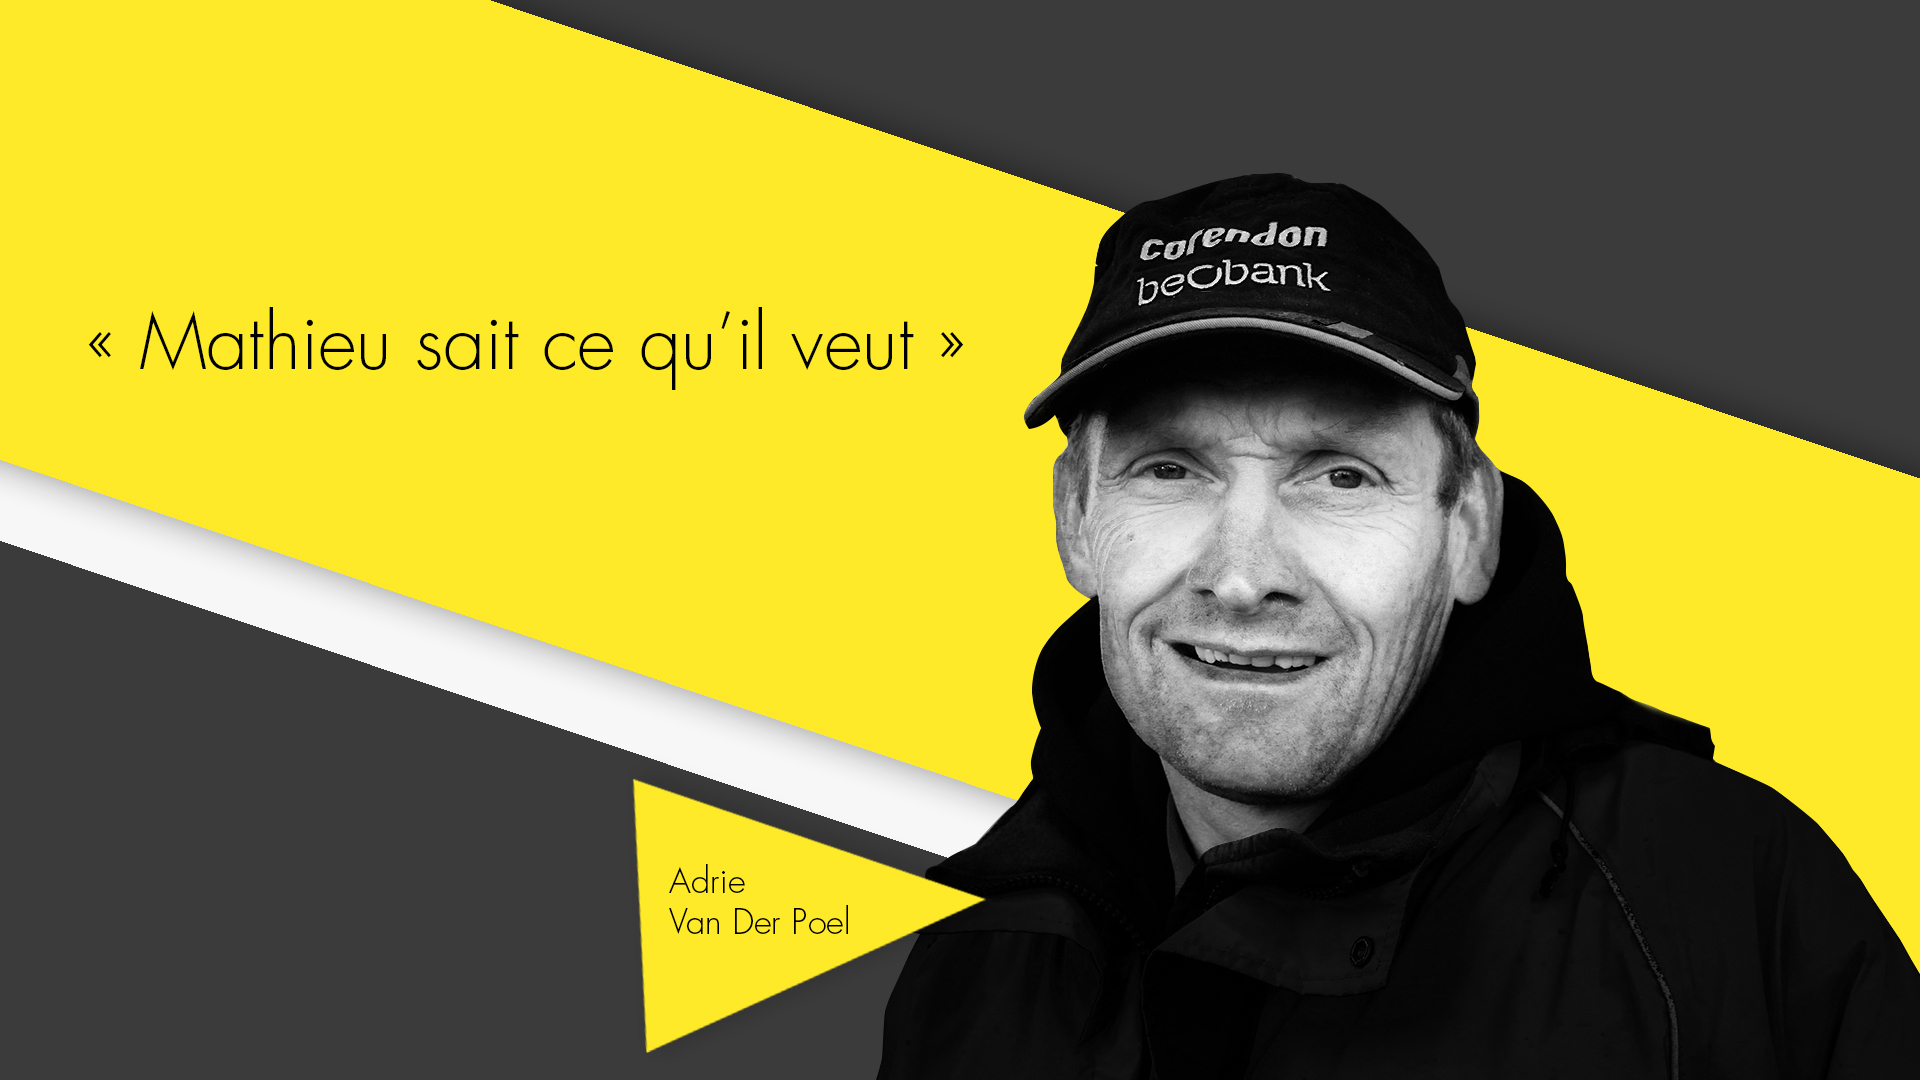 « Mathieu sait ce qu’il veut »
corendon
beobank
Adrie
Van Der Poel